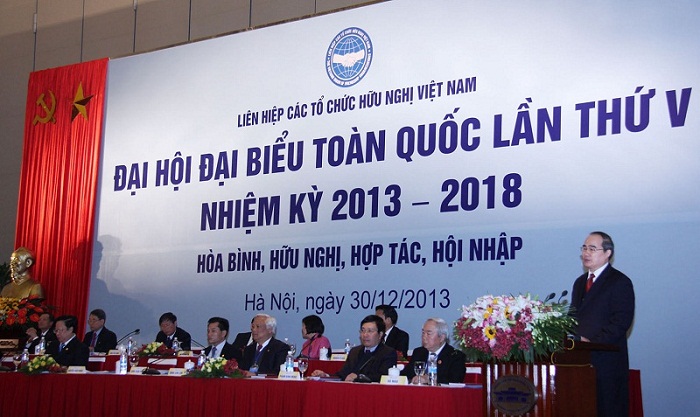 LIÊN HIỆP CÁC TỔ CHỨC HỮU NGHỊ VIỆT NAM
ĐẠI HỘI ĐẠI BIỂU TOÀN QUỐC LẦN THỨ V
NHIỆM KỲ 2013 – 2018
HÒA BÌNH, HỮU NGHỊ, HỢP TÁC, HỘI NHẬP
Hà Nội, ngày 30/12/2013